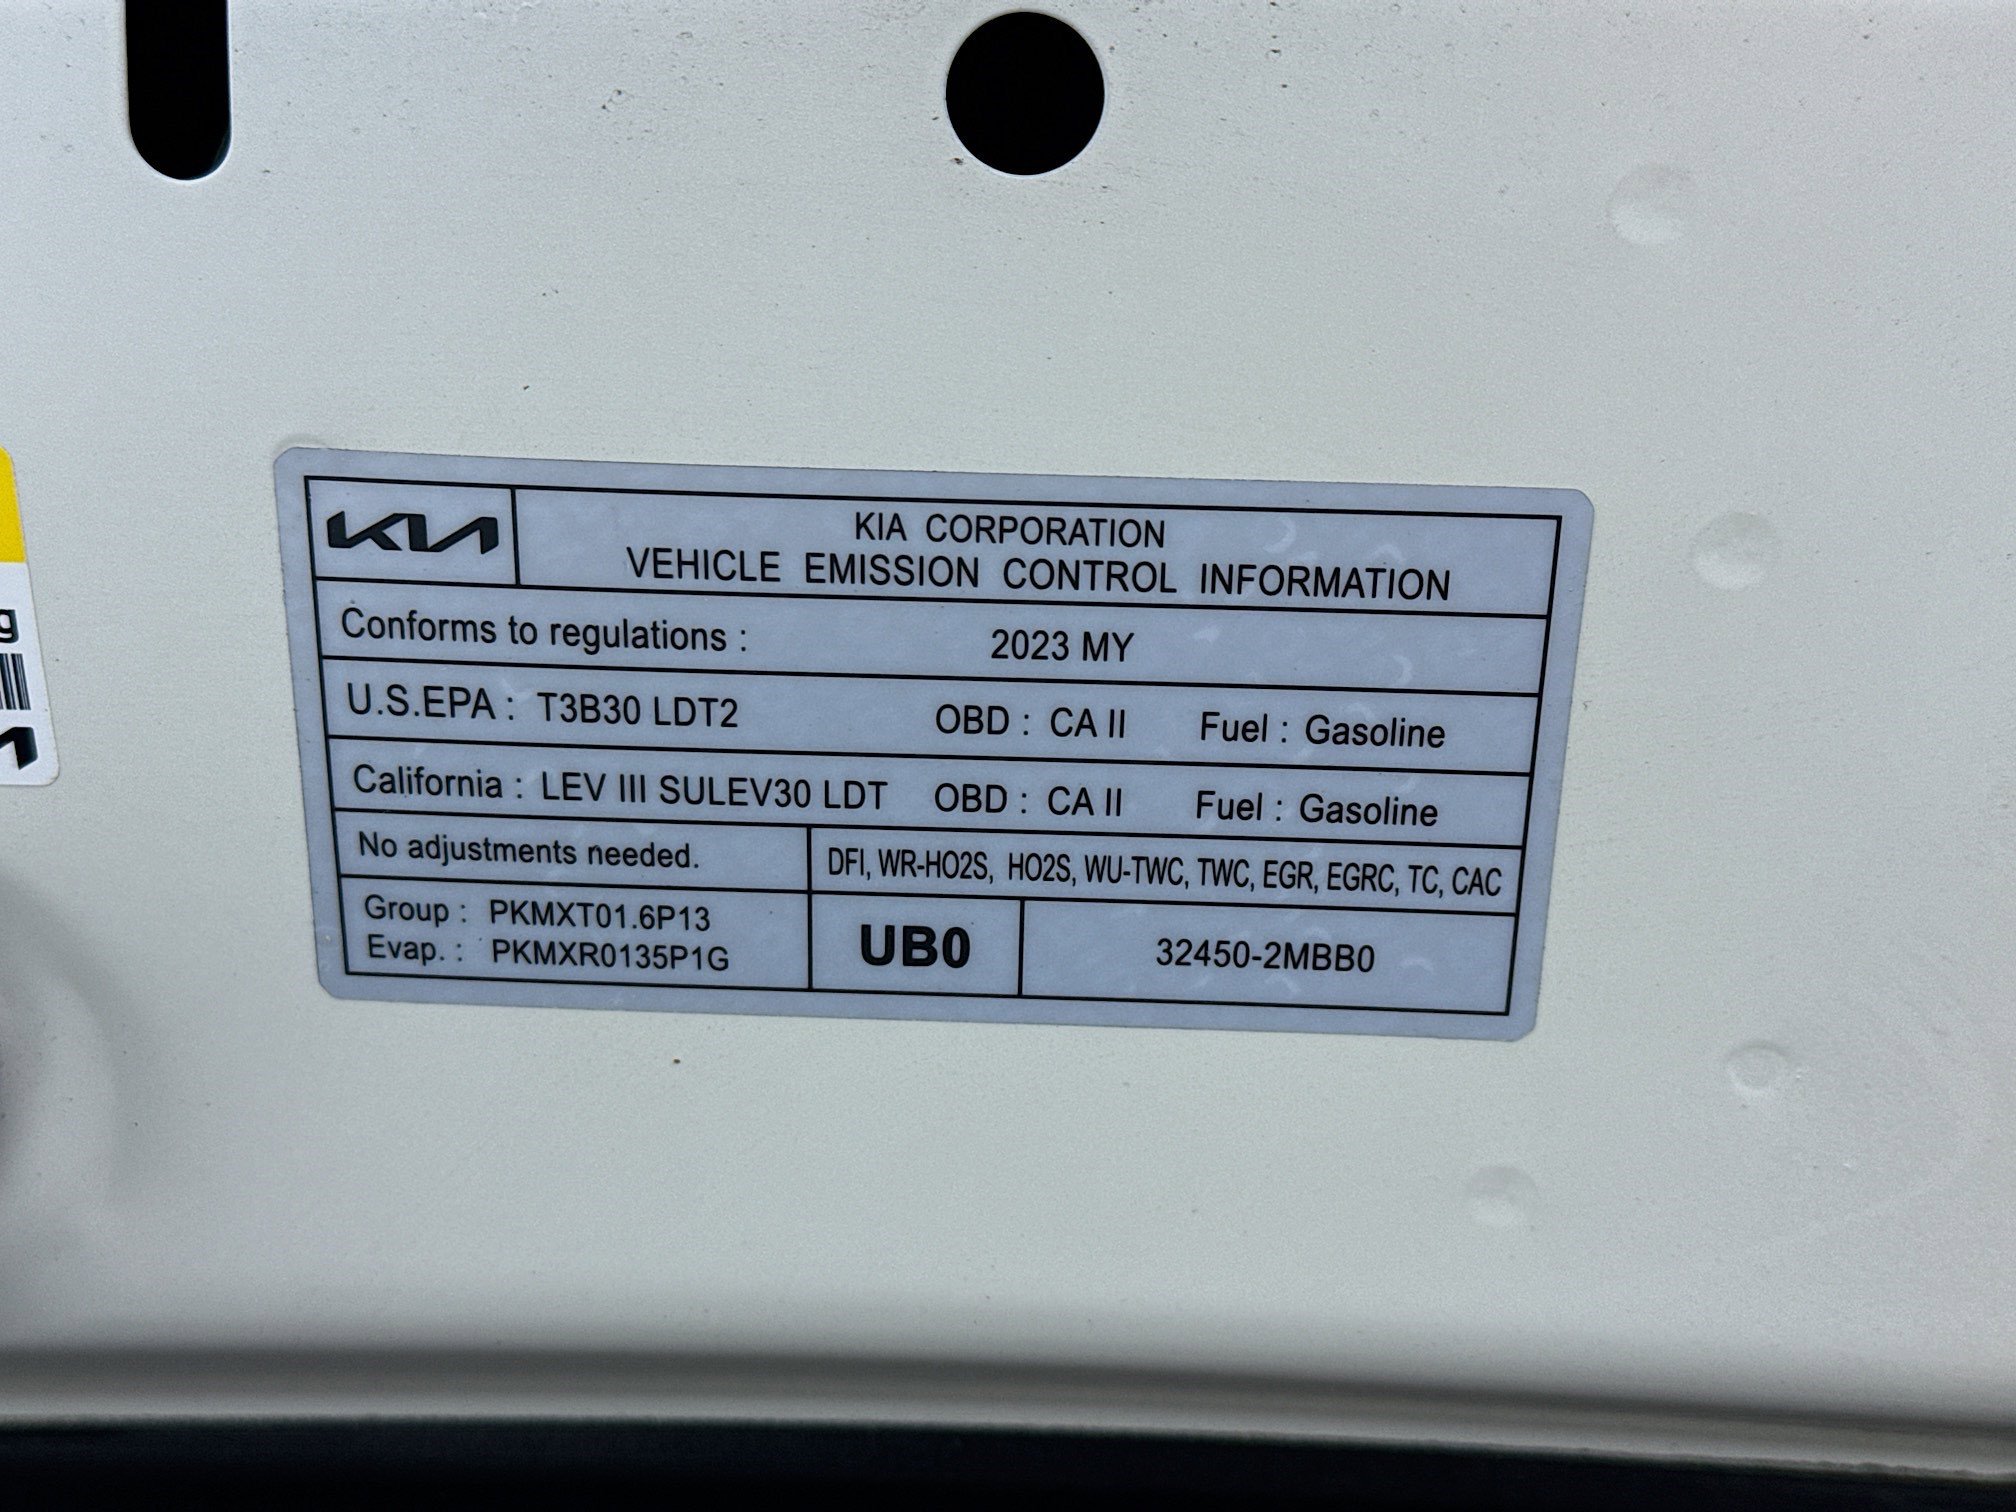 KIA
KIA CORPORATION
VEHICLE EMISSION CONTROL INFORMATION
Conforms to regulations : 2023 MY
U.S.EPA : T3B30 LDT2 OBD : CA II Fuel : Gasoline
California : LEV III SULEV30 LDT OBD : CA II Fuel : Gasoline
No adjustments needed.
DFI, WR-HO2S, HO2S, WU-TWC, TWC, EGR, EGRC, TC, CAC
Group : PKMXT01.6P13
Evap. : PKMXR0135P1G
UB0
32450-2MBB0
g